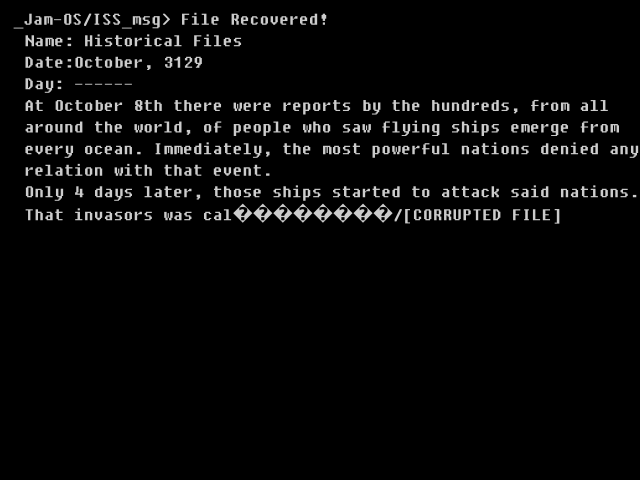 _Jam-OS/ISS_msg> File Recovered!
Name: Historical Files
Date:October, 3129
Day: ------
At October 8th there were reports by the hundreds, from all
around the world, of people who saw flying ships emerge from
every ocean. Immediately, the most powerful nations denied any
relation with that event.
Only 4 days later, those ships started to attack said nations.
That invasors was cal����������/[CORRUPTED FILE]